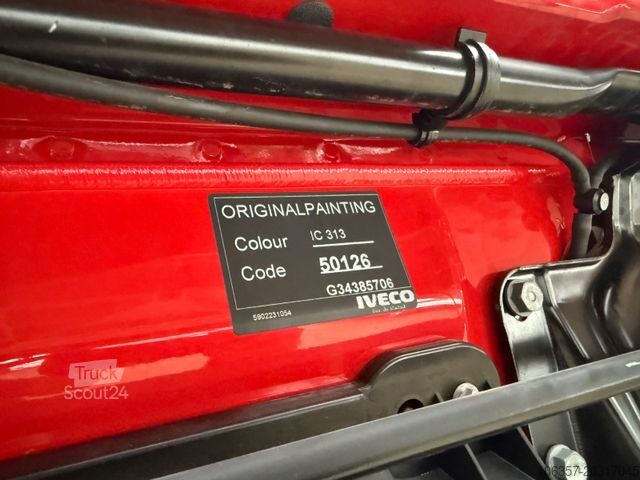 ORIGINALPAINTING
Colour IC 313
Code 50126
G34385706
IVECO
5802231054
Truck
Scout24